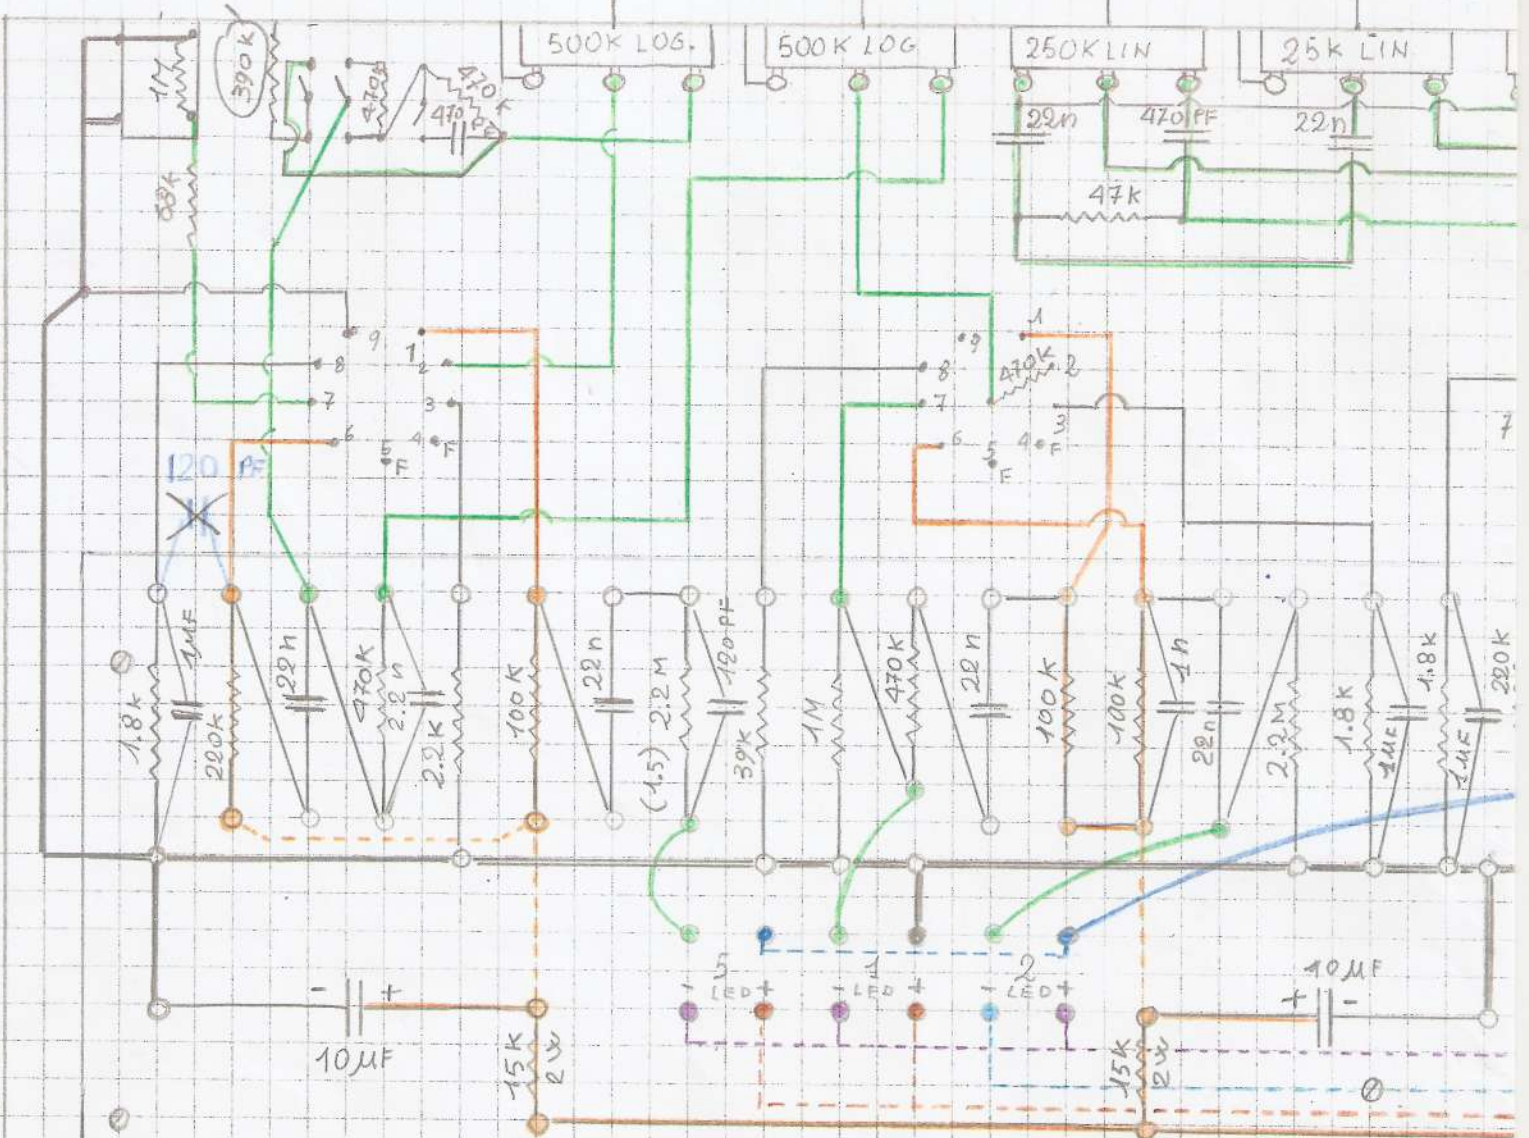 500K LOG.
500K LOG
250K LIN
25K LIN
1M
390K
470
470
470 PF
22n
470 PF
22n
68K
47K
9
8
7
6
5
F
4
F
3
2
1
9
8
7
6
5
F
4
F
3
470K
2
1
7
120 PF
1.8K
1MF
220K
22n
470K
2.2n
2.2K
100K
22n
(1.5) 2.2M
120 PF
39K
1M
470K
22n
100K
100K
1n
22n
2.2M
1.8K
1MF
1.8K
1MF
220K
5
1
2
- LED +
- LED +
- LED +
- +
10MF
15K
2W
+ -
10MF
15K
2W